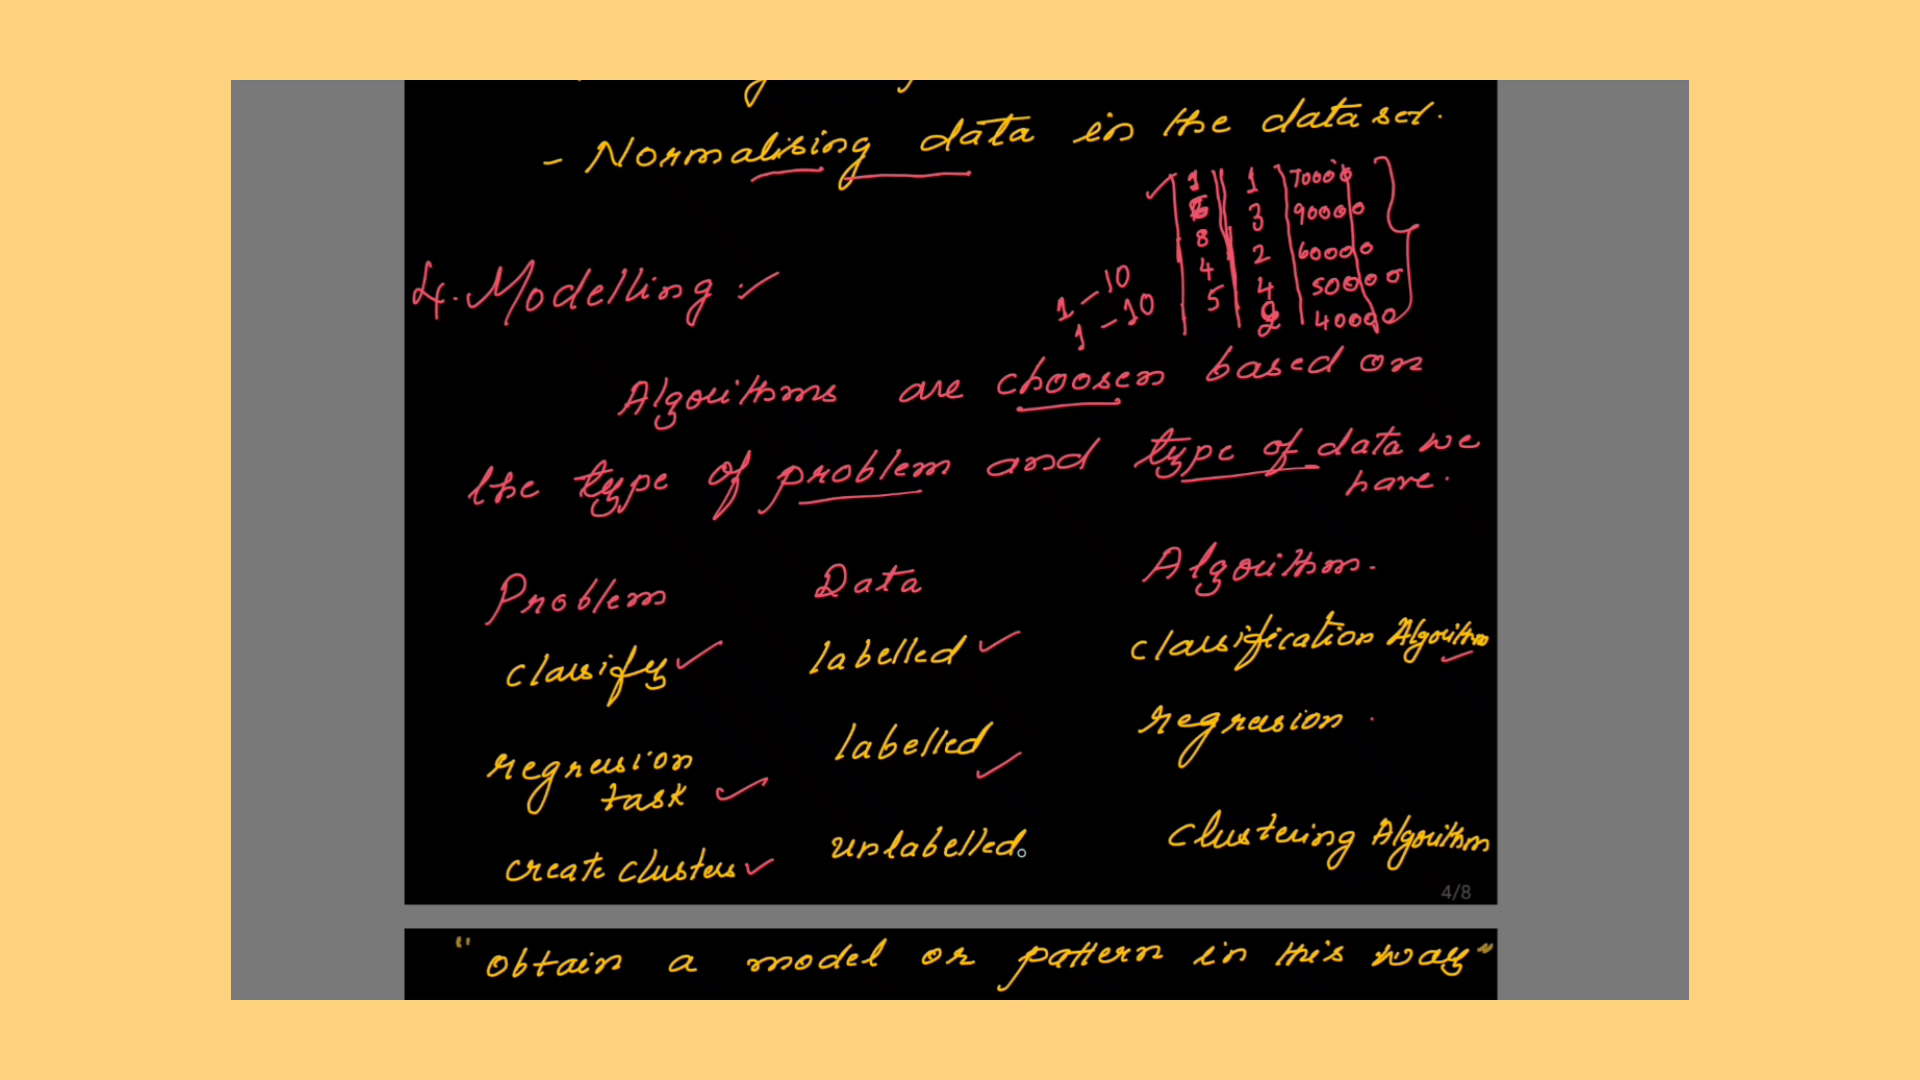 - Normalising data in the data set.
1 1 70000
3 90000
8 2 60000
4 4 50000
5 40000
1 - 10
1 - 10
4. Modelling :-
Algorithms are choosen based on
the type of problem and type of data we
have.
Problem Data Algorithm.
classify labelled classification Algorithm
regression labelled regression
task
create clusters unlabelled. clustering Algorithm
4/8
"obtain a model or pattern in this way"